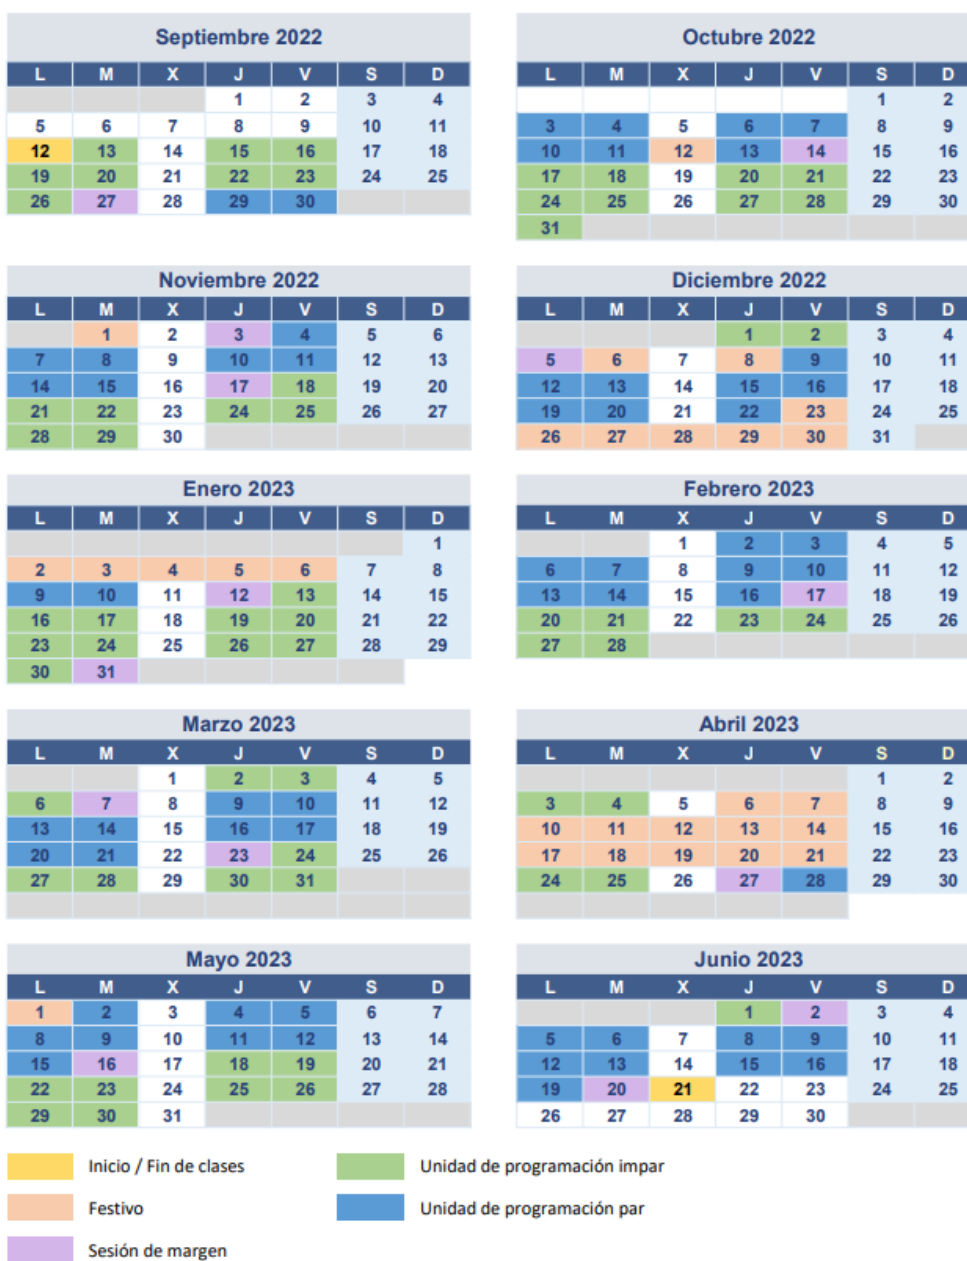 Septiembre 2022
L M X J V S D
1 2 3 4
5 6 7 8 9 10 11
12 13 14 15 16 17 18
19 20 21 22 23 24 25
26 27 28 29 30
Octubre 2022
L M X J V S D
1 2
3 4 5 6 7 8 9
10 11 12 13 14 15 16
17 18 19 20 21 22 23
24 25 26 27 28 29 30
31
Noviembre 2022
L M X J V S D
1 2 3 4 5 6
7 8 9 10 11 12 13
14 15 16 17 18 19 20
21 22 23 24 25 26 27
28 29 30
Diciembre 2022
L M X J V S D
1 2 3 4
5 6 7 8 9 10 11
12 13 14 15 16 17 18
19 20 21 22 23 24 25
26 27 28 29 30 31
Enero 2023
L M X J V S D
1
2 3 4 5 6 7 8
9 10 11 12 13 14 15
16 17 18 19 20 21 22
23 24 25 26 27 28 29
30 31
Febrero 2023
L M X J V S D
1 2 3 4 5
6 7 8 9 10 11 12
13 14 15 16 17 18 19
20 21 22 23 24 25 26
27 28
Marzo 2023
L M X J V S D
1 2 3 4 5
6 7 8 9 10 11 12
13 14 15 16 17 18 19
20 21 22 23 24 25 26
27 28 29 30 31
Abril 2023
L M X J V S D
1 2
3 4 5 6 7 8 9
10 11 12 13 14 15 16
17 18 19 20 21 22 23
24 25 26 27 28 29 30
Mayo 2023
L M X J V S D
1 2 3 4 5 6 7
8 9 10 11 12 13 14
15 16 17 18 19 20 21
22 23 24 25 26 27 28
29 30 31
Junio 2023
L M X J V S D
1 2 3 4
5 6 7 8 9 10 11
12 13 14 15 16 17 18
19 20 21 22 23 24 25
26 27 28 29 30
Inicio / Fin de clases
Unidad de programación impar
Festivo
Unidad de programación par
Sesión de margen